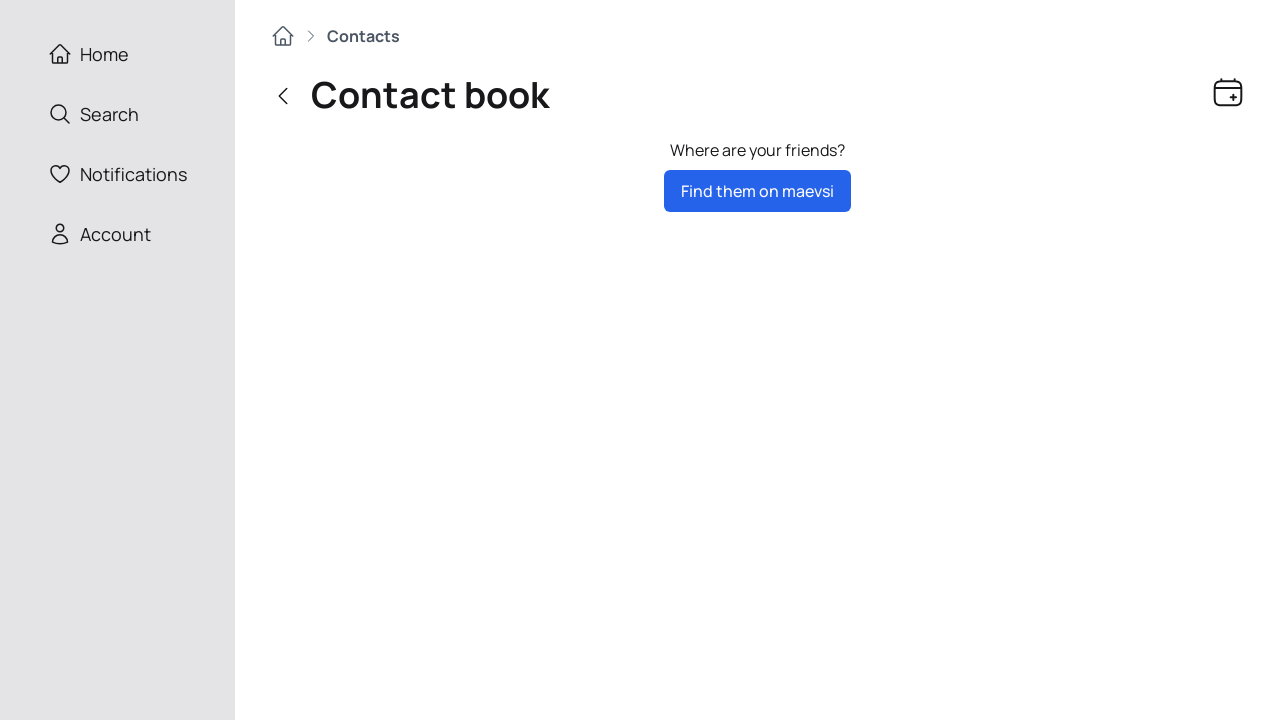 Home
Search
Notifications
Account
Contacts
Contact book
Where are your friends?
Find them on maevsi